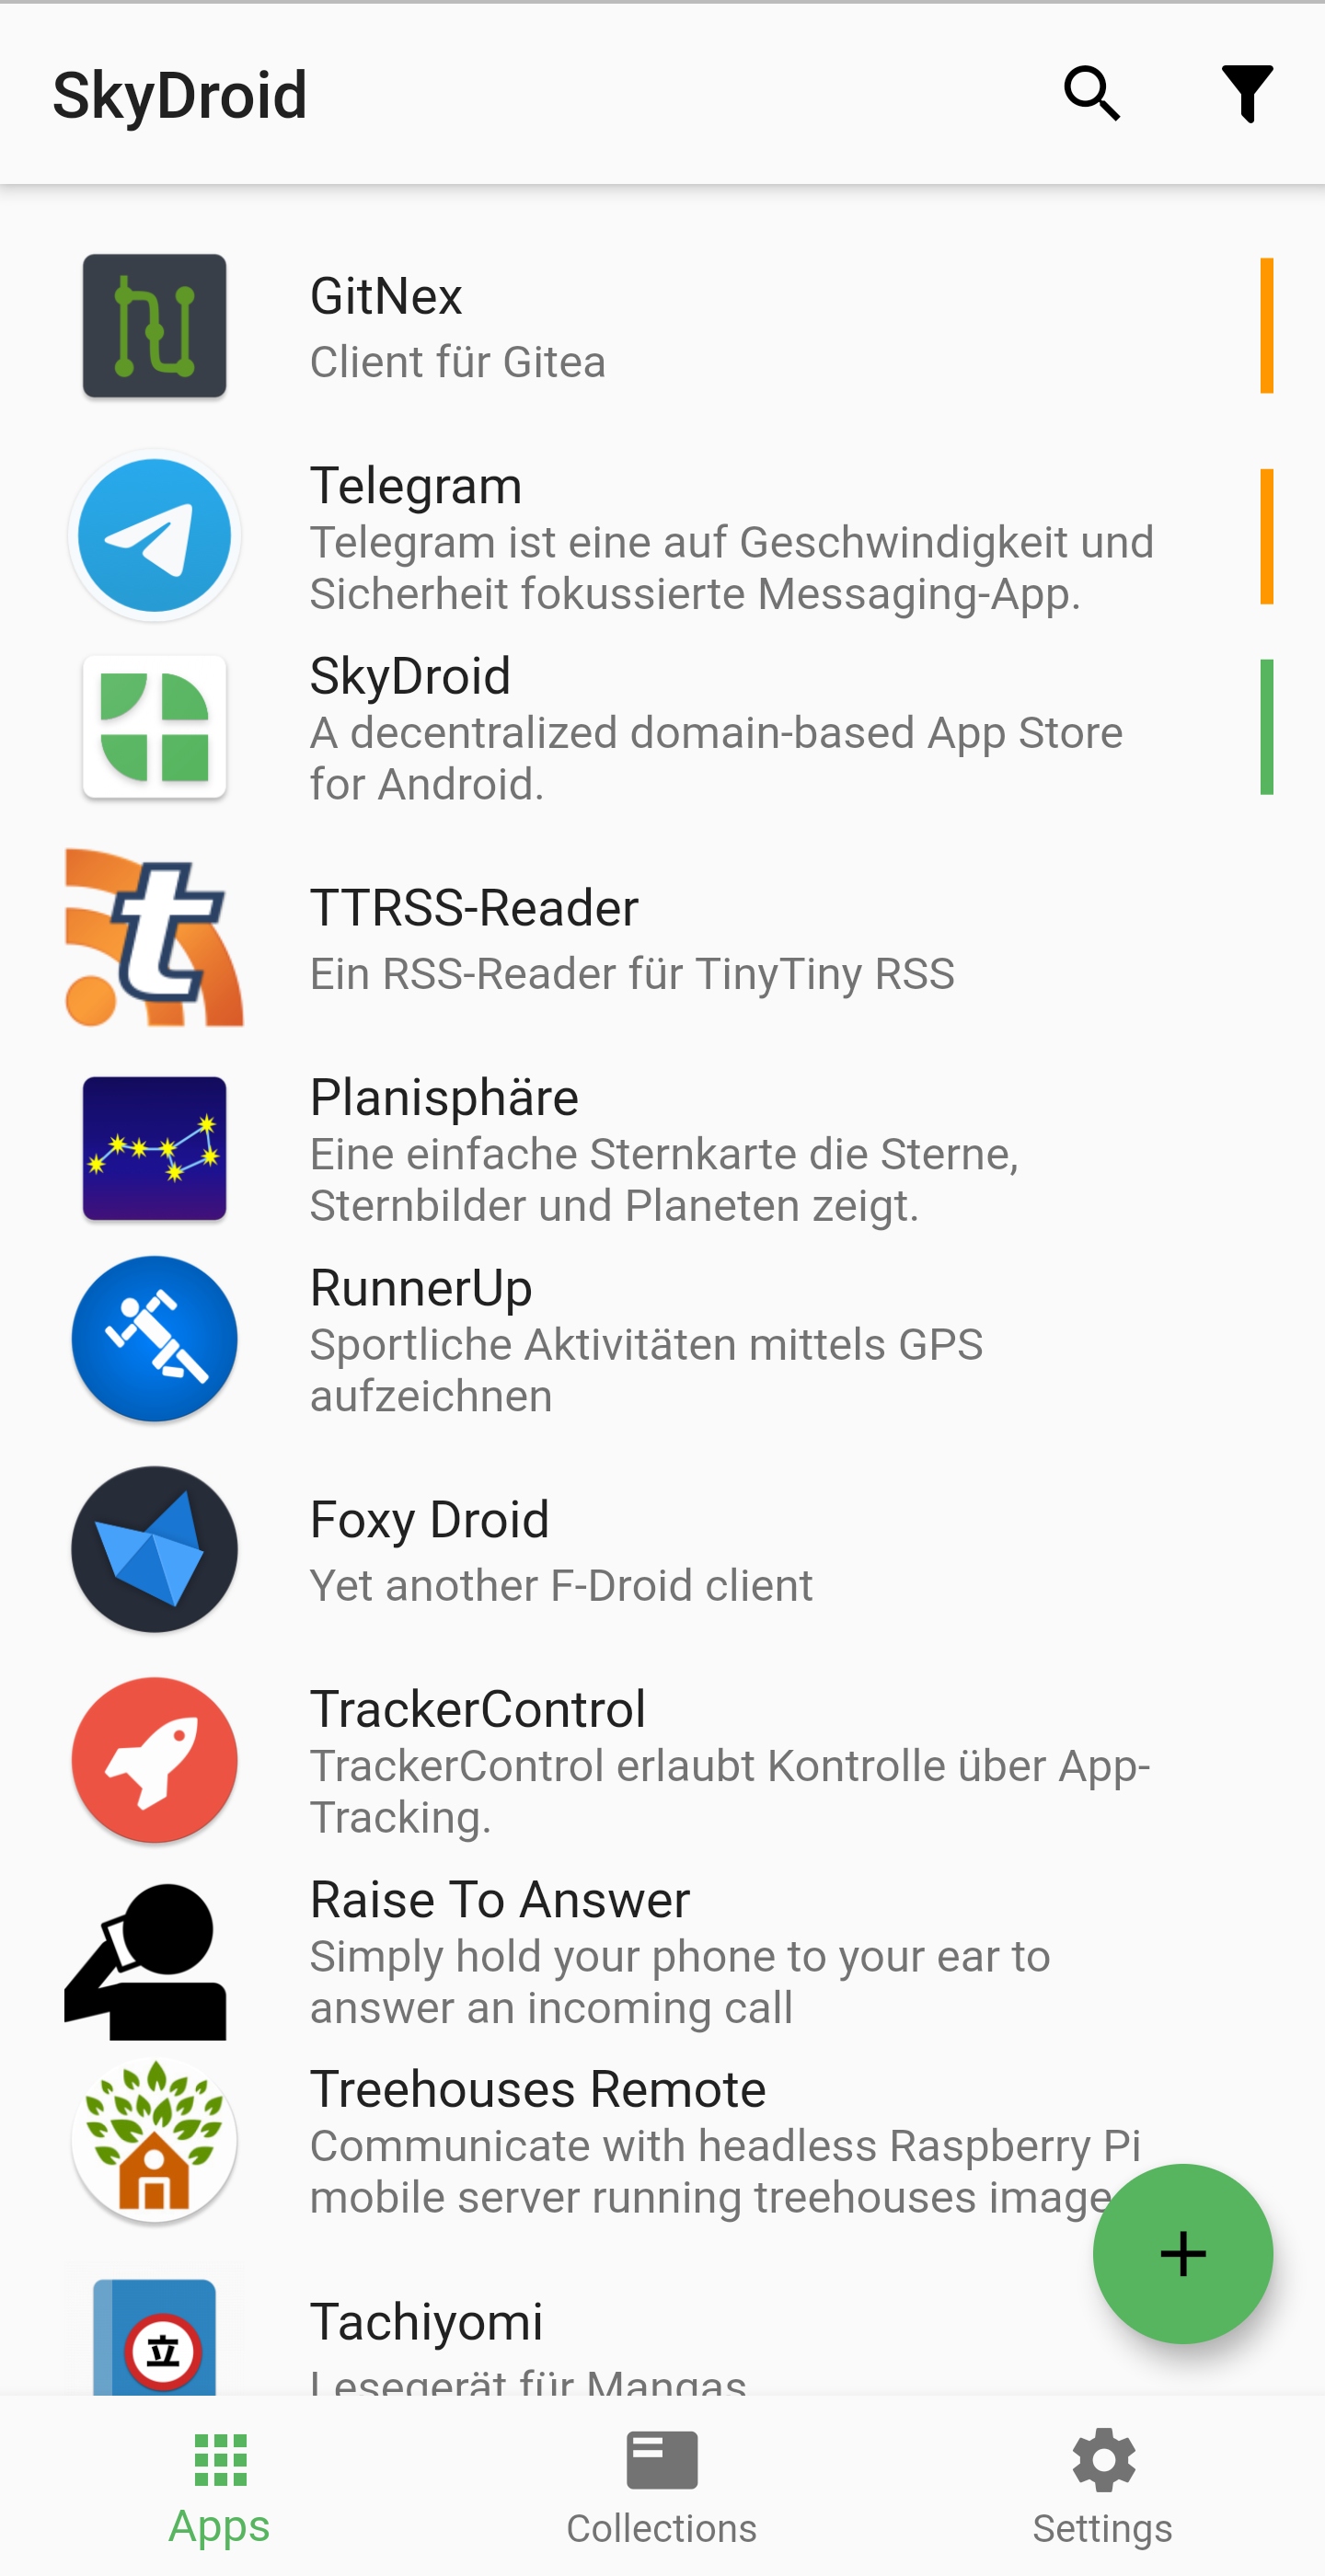 SkyDroid
GitNex
Client für Gitea
Telegram
Telegram ist eine auf Geschwindigkeit und
Sicherheit fokussierte Messaging-App.
SkyDroid
A decentralized domain-based App Store
for Android.
t
TTRSS-Reader
Ein RSS-Reader für TinyTiny RSS
Planisphäre
Eine einfache Sternkarte die Sterne,
Sternbilder und Planeten zeigt.
RunnerUp
Sportliche Aktivitäten mittels GPS
aufzeichnen
Foxy Droid
Yet another F-Droid client
TrackerControl
TrackerControl erlaubt Kontrolle über App-
Tracking.
Raise To Answer
Simply hold your phone to your ear to
answer an incoming call
Treehouses Remote
Communicate with headless Raspberry Pi
mobile server running treehouses image
立
Tachiyomi
Lesegerät für Mangas
Apps
Collections
Settings